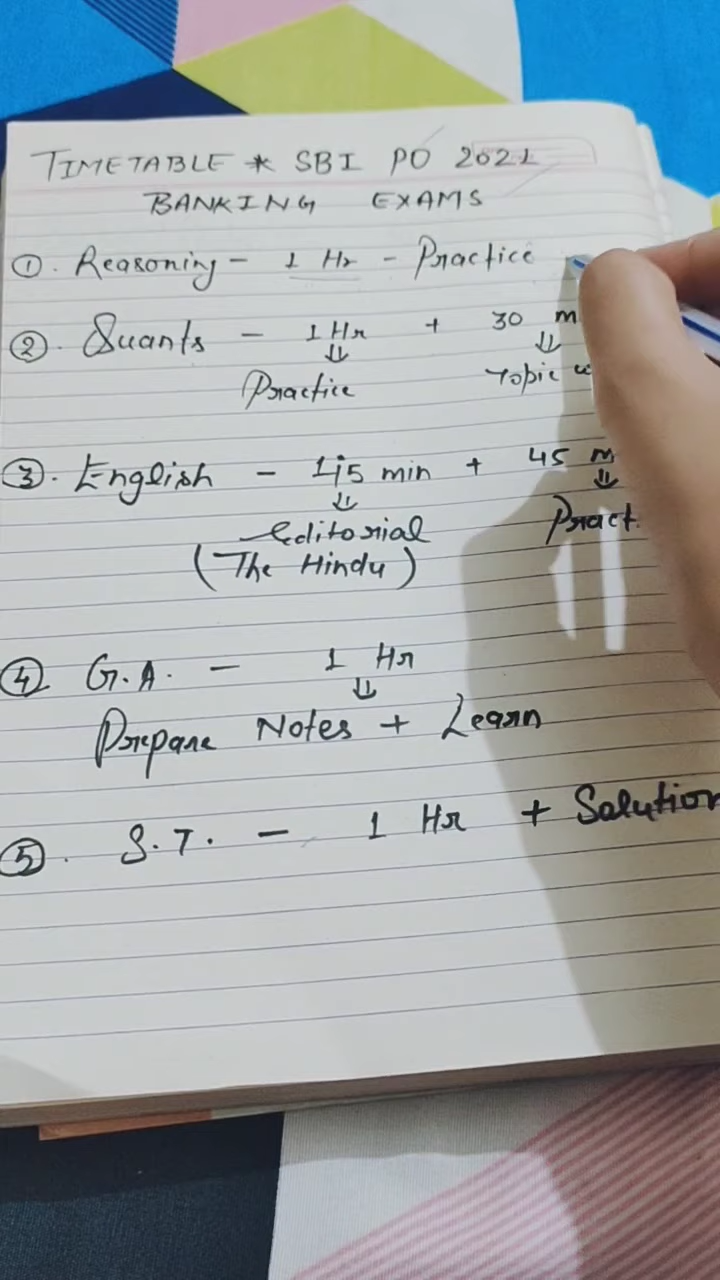 TIMETABLE * SBI PO 2021
BANKING EXAMS
①. Reasoning - 1 Hr - Practice
②. Quants - 1 Hr + 30 m
⇓ ⇓
Practice Topic
③. English - 15 min + 45 m
⇓ ⇓
Editorial Pract.
(The Hindu)
④ G.A. - 1 Hr
⇓
Prepare Notes + Learn
⑤. S.T. - 1 Hr + Solution